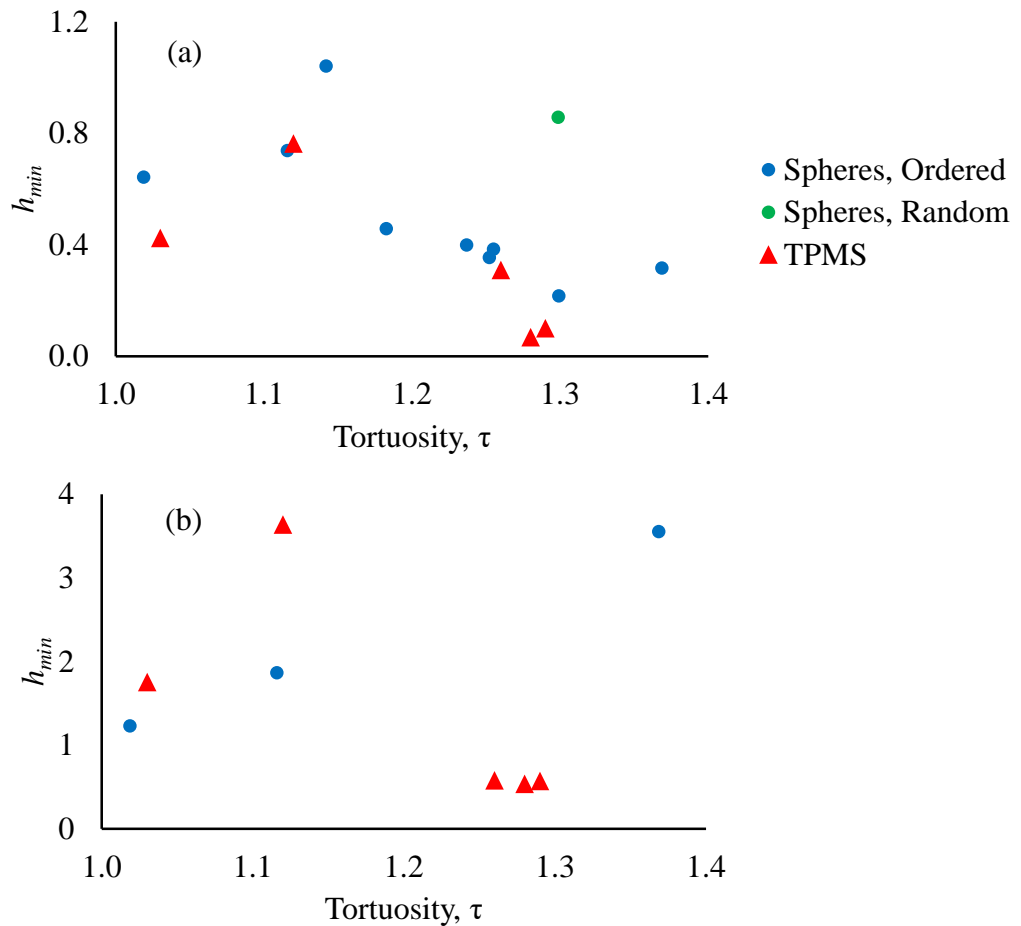 1.2
(a)
0.8
h_min
0.4
0.0
1.0 1.1 1.2 1.3 1.4
Tortuosity, τ
Spheres, Ordered
Spheres, Random
TPMS
4
(b)
3
2
h_min
1
0
1.0 1.1 1.2 1.3 1.4
Tortuosity, τ